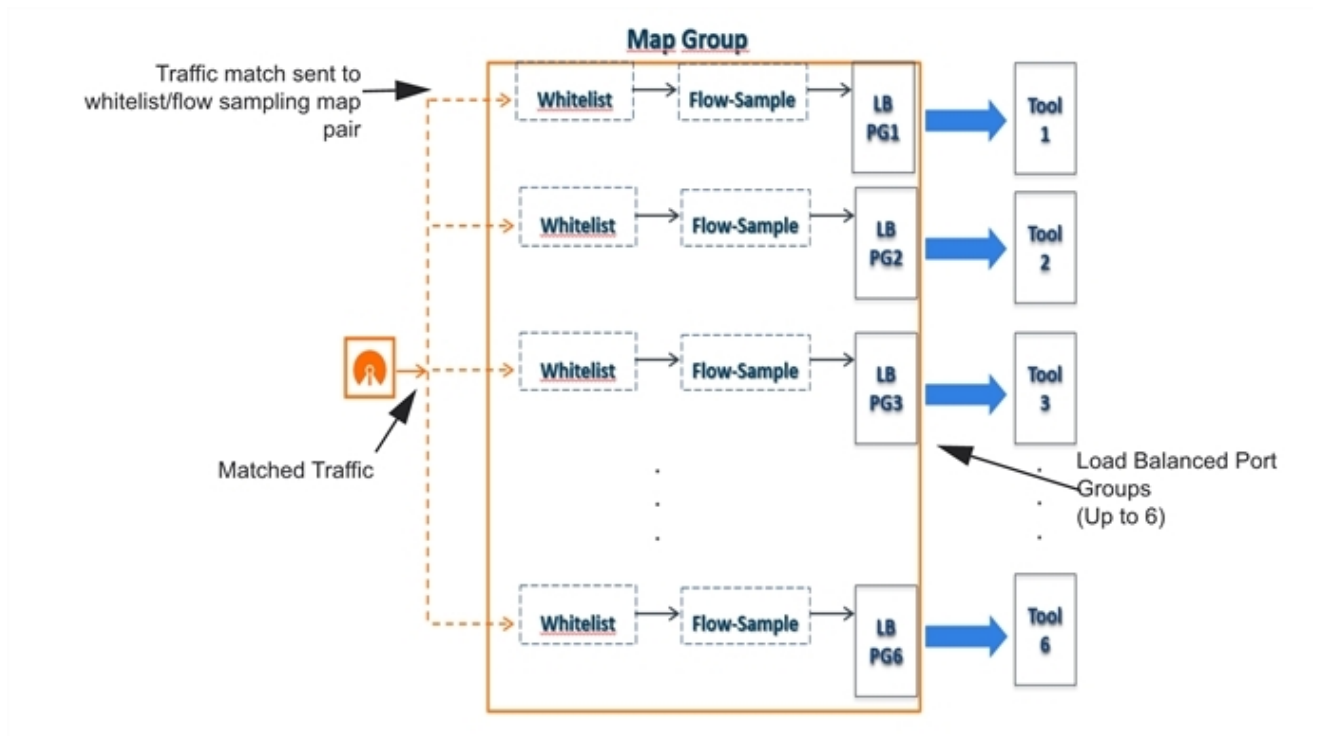 Map Group
Traffic match sent to
whitelist/flow sampling map
pair
Whitelist
Flow-Sample
LB
PG1
Tool
1
Whitelist
Flow-Sample
LB
PG2
Tool
2
Whitelist
Flow-Sample
LB
PG3
Tool
3
Matched Traffic
Load Balanced Port
Groups
(Up to 6)
Whitelist
Flow-Sample
LB
PG6
Tool
6